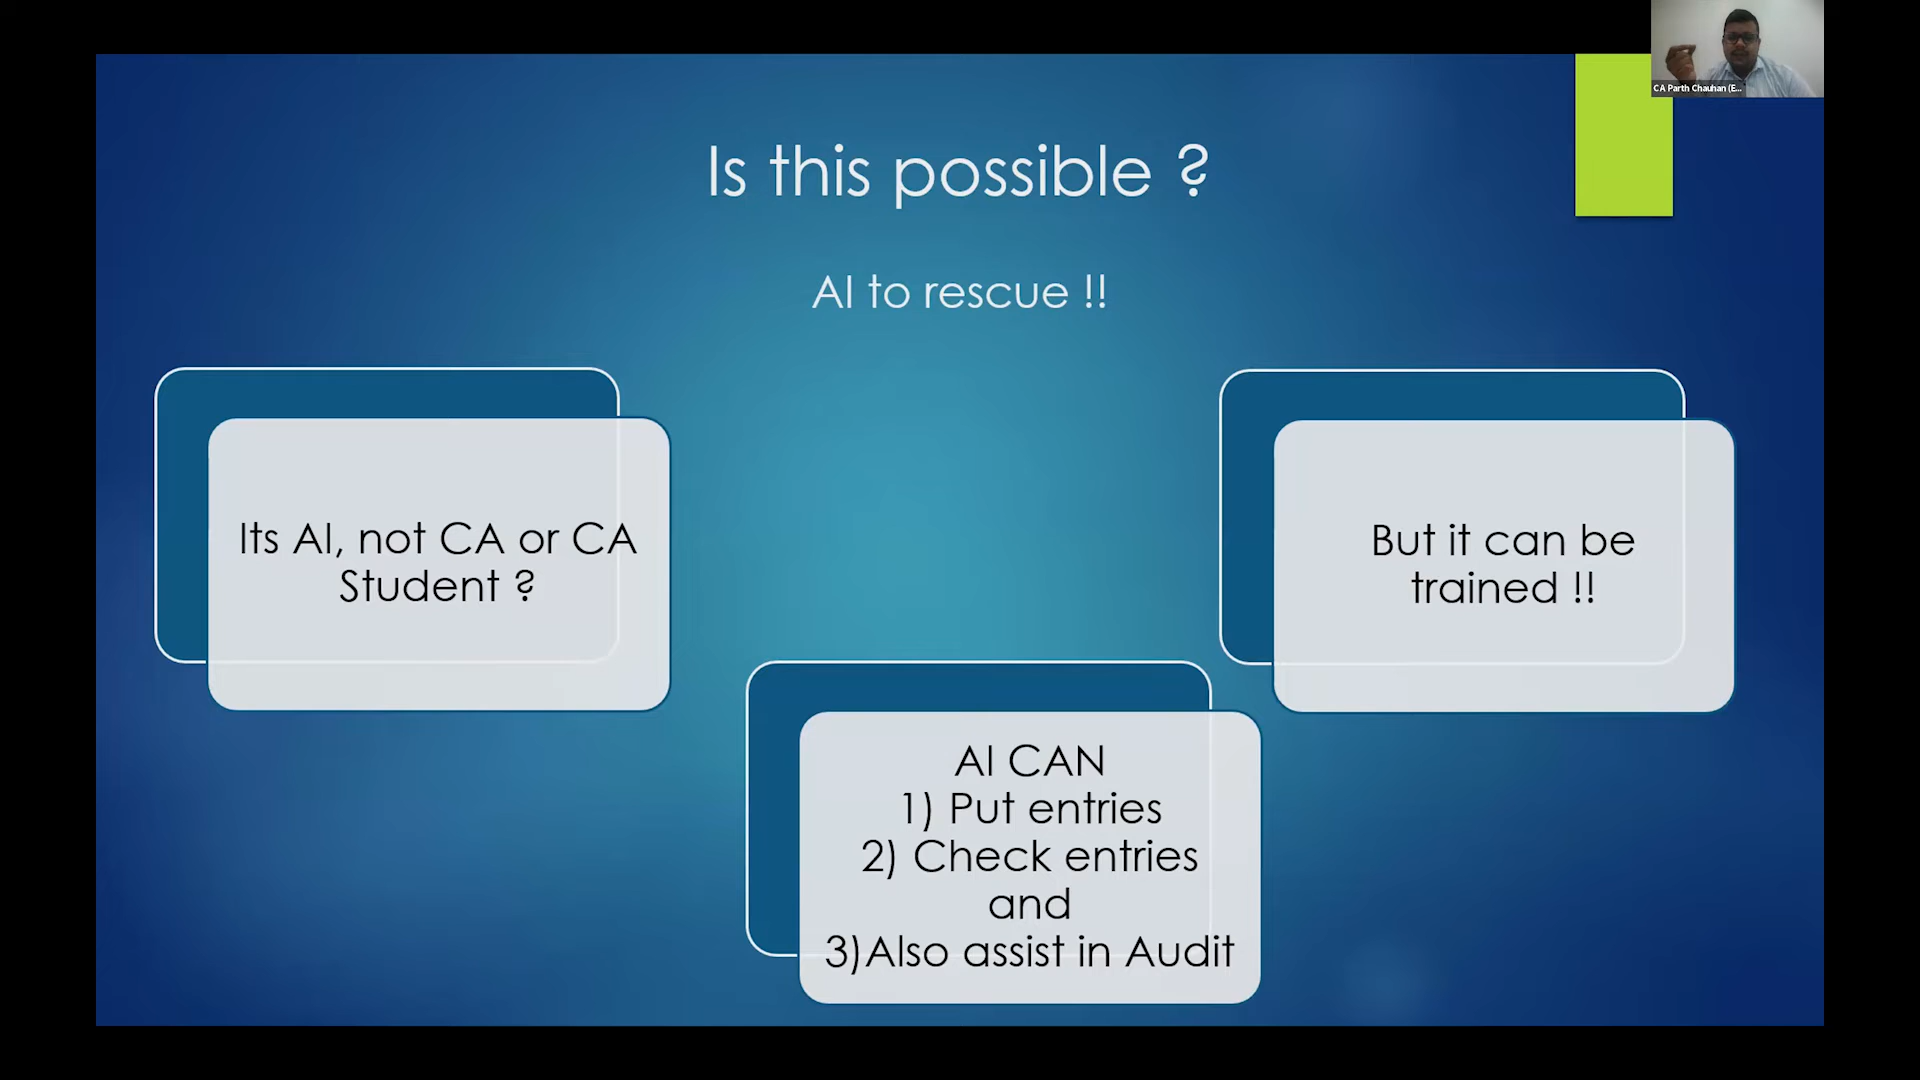 CA Parth Chauhan (E...
Is this possible ?
AI to rescue !!
Its AI, not CA or CA
Student ?
But it can be
trained !!
AI CAN
1) Put entries
2) Check entries
and
3)Also assist in Audit